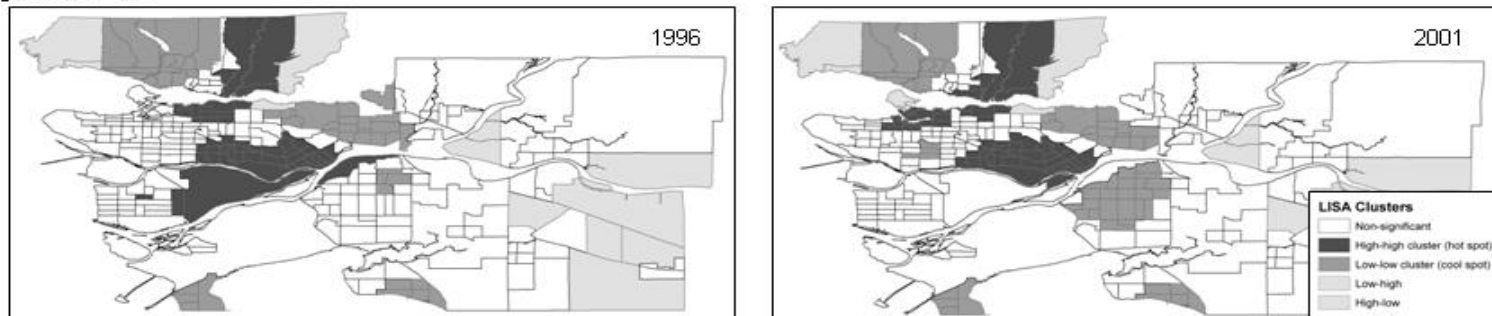 1996
2001
LISA Clusters
Non-significant
High-high cluster (hot spot)
Low-low cluster (cool spot)
Low-high
High-low